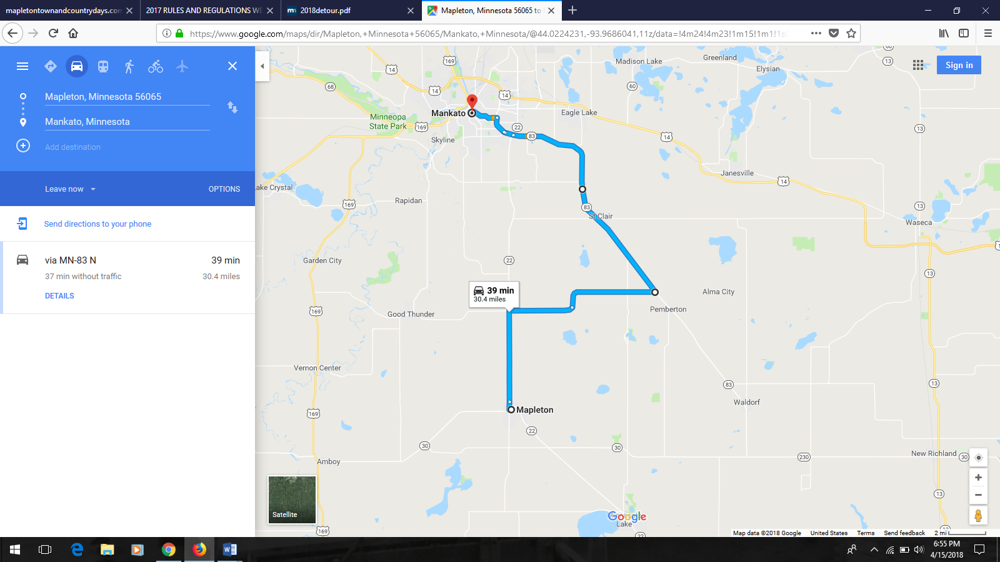 mapletontownandcountrydays.con
2017 RULES AND REGULATIONS WE
2018detour.pdf
Mapleton, Minnesota 56065 to
https://www.google.com/maps/dir/Mapleton,+Minnesota+56065/Mankato,+Minnesota/@44.0224231,-93.9686041,11z/data=!4m24!4m23!1m15!1m1!1s0
Mapleton, Minnesota 56065
Mankato, Minnesota
Add destination
Leave now
OPTIONS
Send directions to your phone
via MN-83 N
39 min
37 min without traffic
30.4 miles
DETAILS
Sign in
Madison Lake
Greenland
Elysian
169
14
13
68
60
14
14
Mankato
Eagle Lake
Minneopa
State Park
169
22
83
14
13
Skyline
Janesville
14
ake Crystal
Rapidan
169
83
13
St Clair
Waseca
Garden City
22
13
39 min
30.4 miles
Alma City
Pemberton
169
Good Thunder
Vernon Center
83
13
Waldorf
169
Mapleton
22
30
30
230
New Richland
30
Amboy
13
Satellite
Google
Lake
169
22
13
Map data ©2018 Google
United States
Terms
Send feedback
2 mi
6:55 PM
4/15/2018